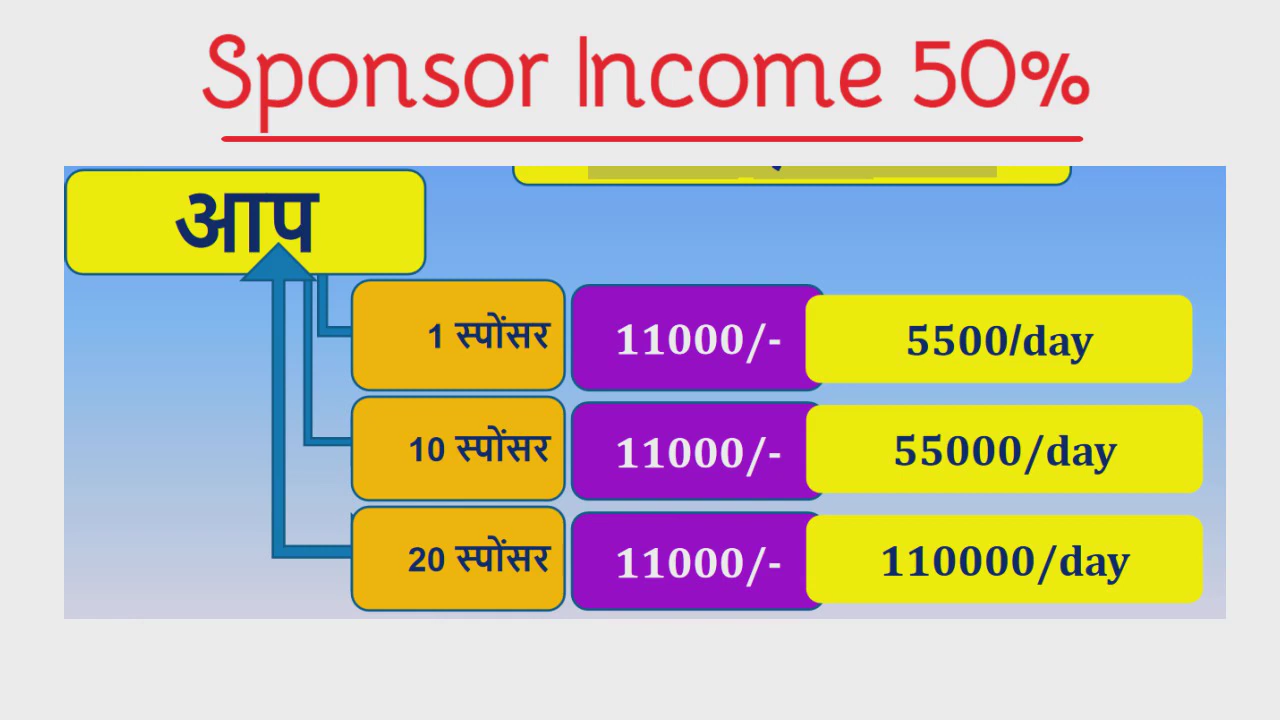 Sponsor Income 50%
आप
1 स्पोंसर 11000/- 5500/day
10 स्पोंसर 11000/- 55000/day
20 स्पोंसर 11000/- 110000/day